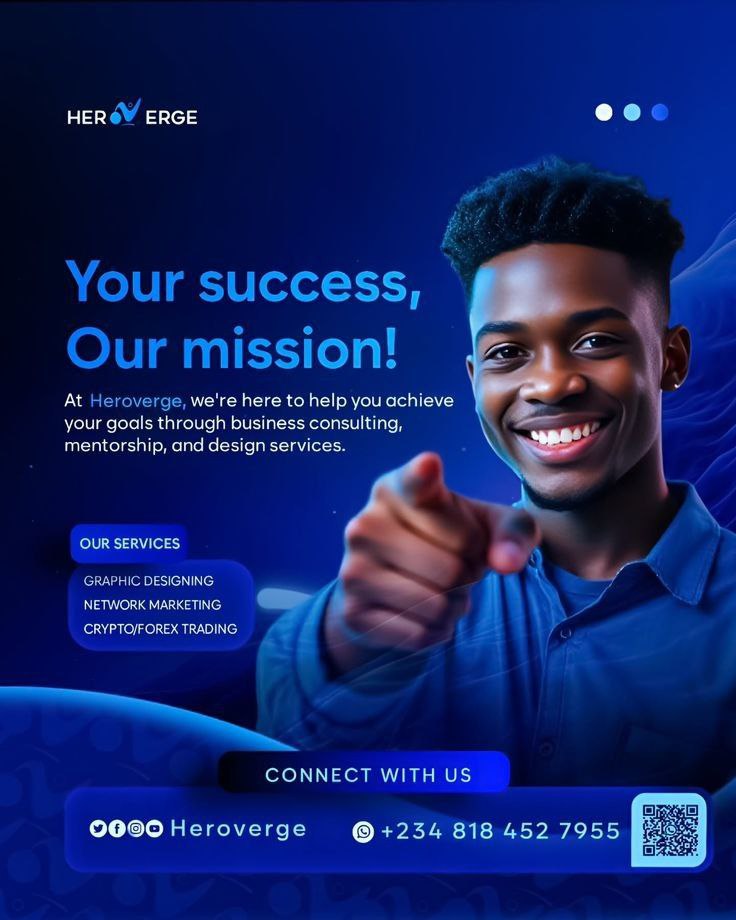 HER ERGE
Your success,
Our mission!
At Heroverge, we're here to help you achieve
your goals through business consulting,
mentorship, and design services.
OUR SERVICES
GRAPHIC DESIGNING
NETWORK MARKETING
CRYPTO/FOREX TRADING
CONNECT WITH US
Heroverge
+234 818 452 7955